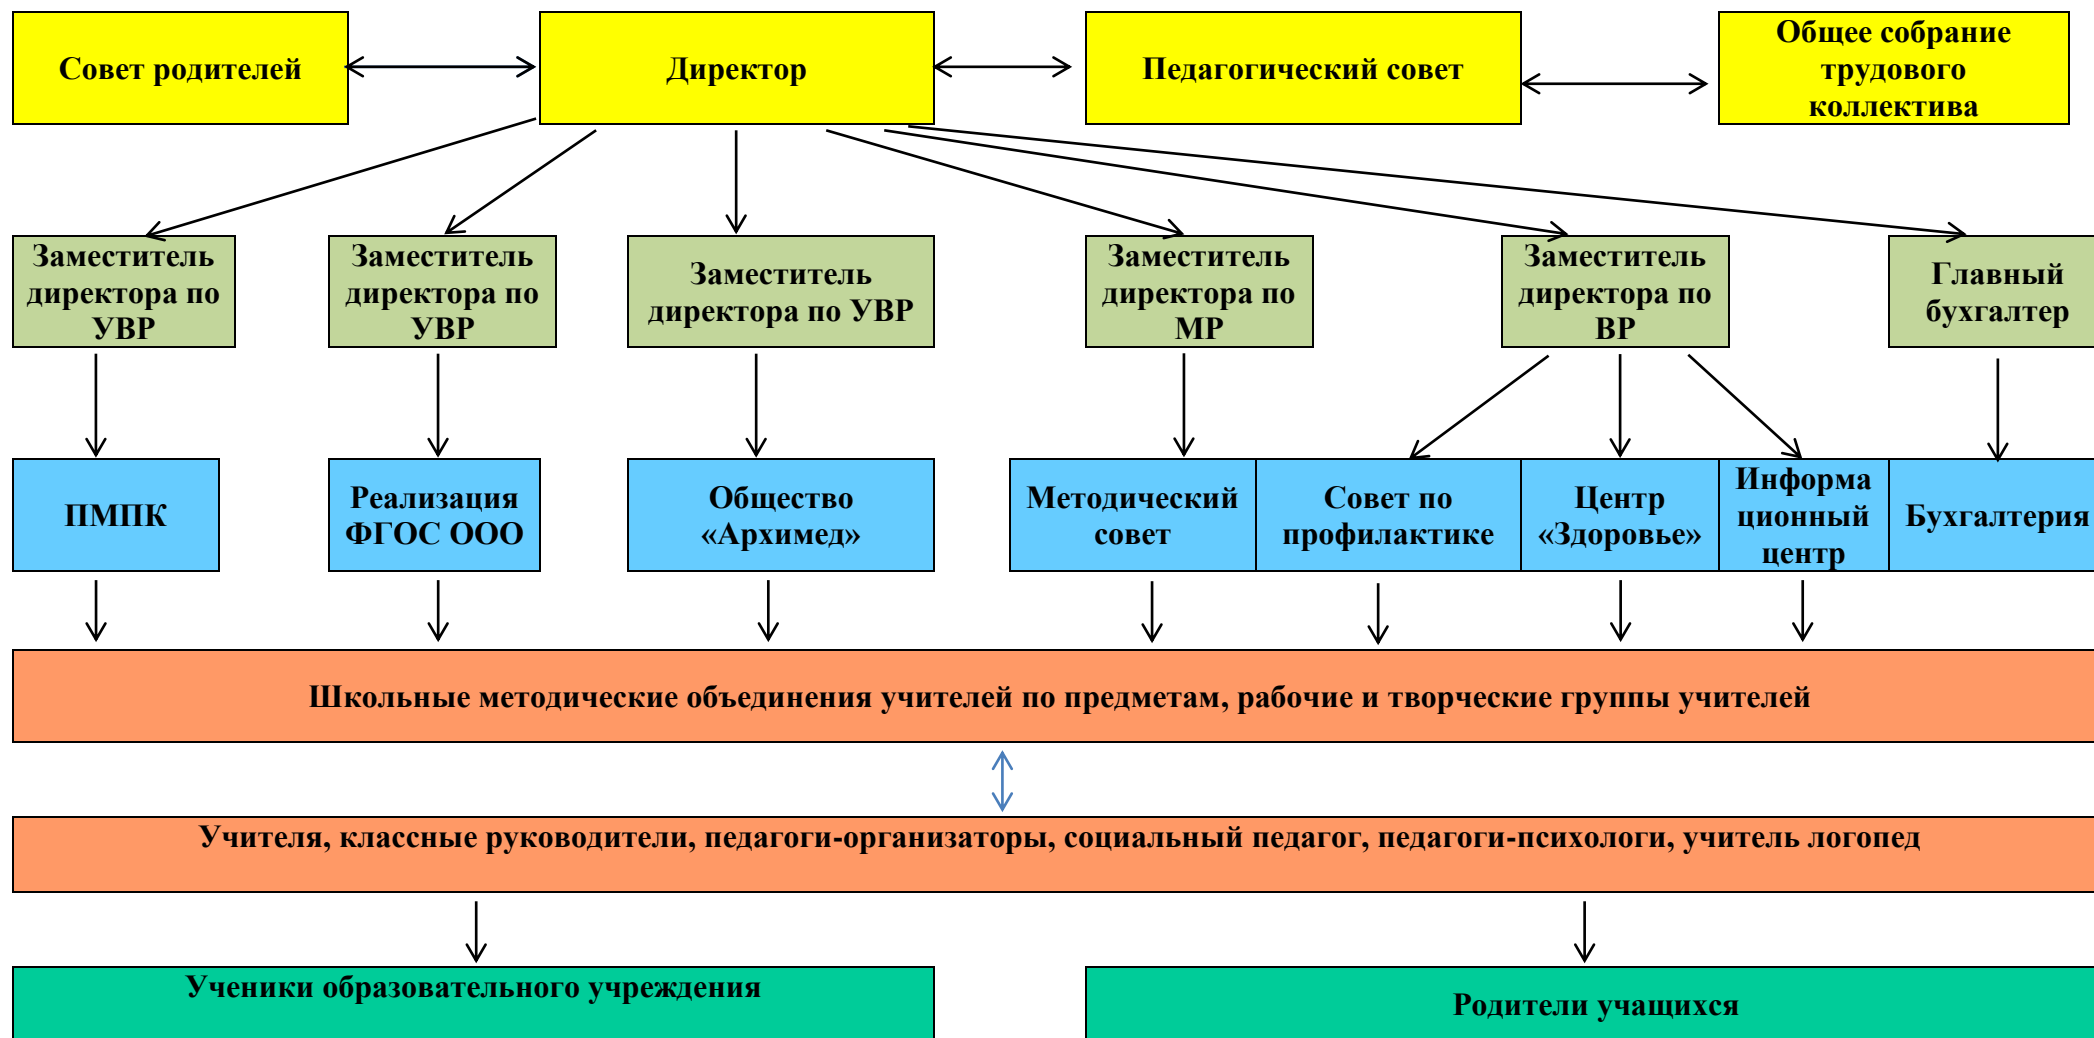 Совет родителей
Директор
Педагогический совет
Общее собрание
трудового
коллектива
Заместитель
директора по
УВР
Заместитель
директора по
УВР
Заместитель
директора по УВР
Заместитель
директора по
МР
Заместитель
директора по
ВР
Главный
бухгалтер
ПМПК
Реализация
ФГОС ООО
Общество
«Архимед»
Методический
совет
Совет по
профилактике
Центр
«Здоровье»
Информа
ционный
центр
Бухгалтерия
Школьные методические объединения учителей по предметам, рабочие и творческие группы учителей
Учителя, классные руководители, педагоги-организаторы, социальный педагог, педагоги-психологи, учитель логопед
Ученики образовательного учреждения
Родители учащихся